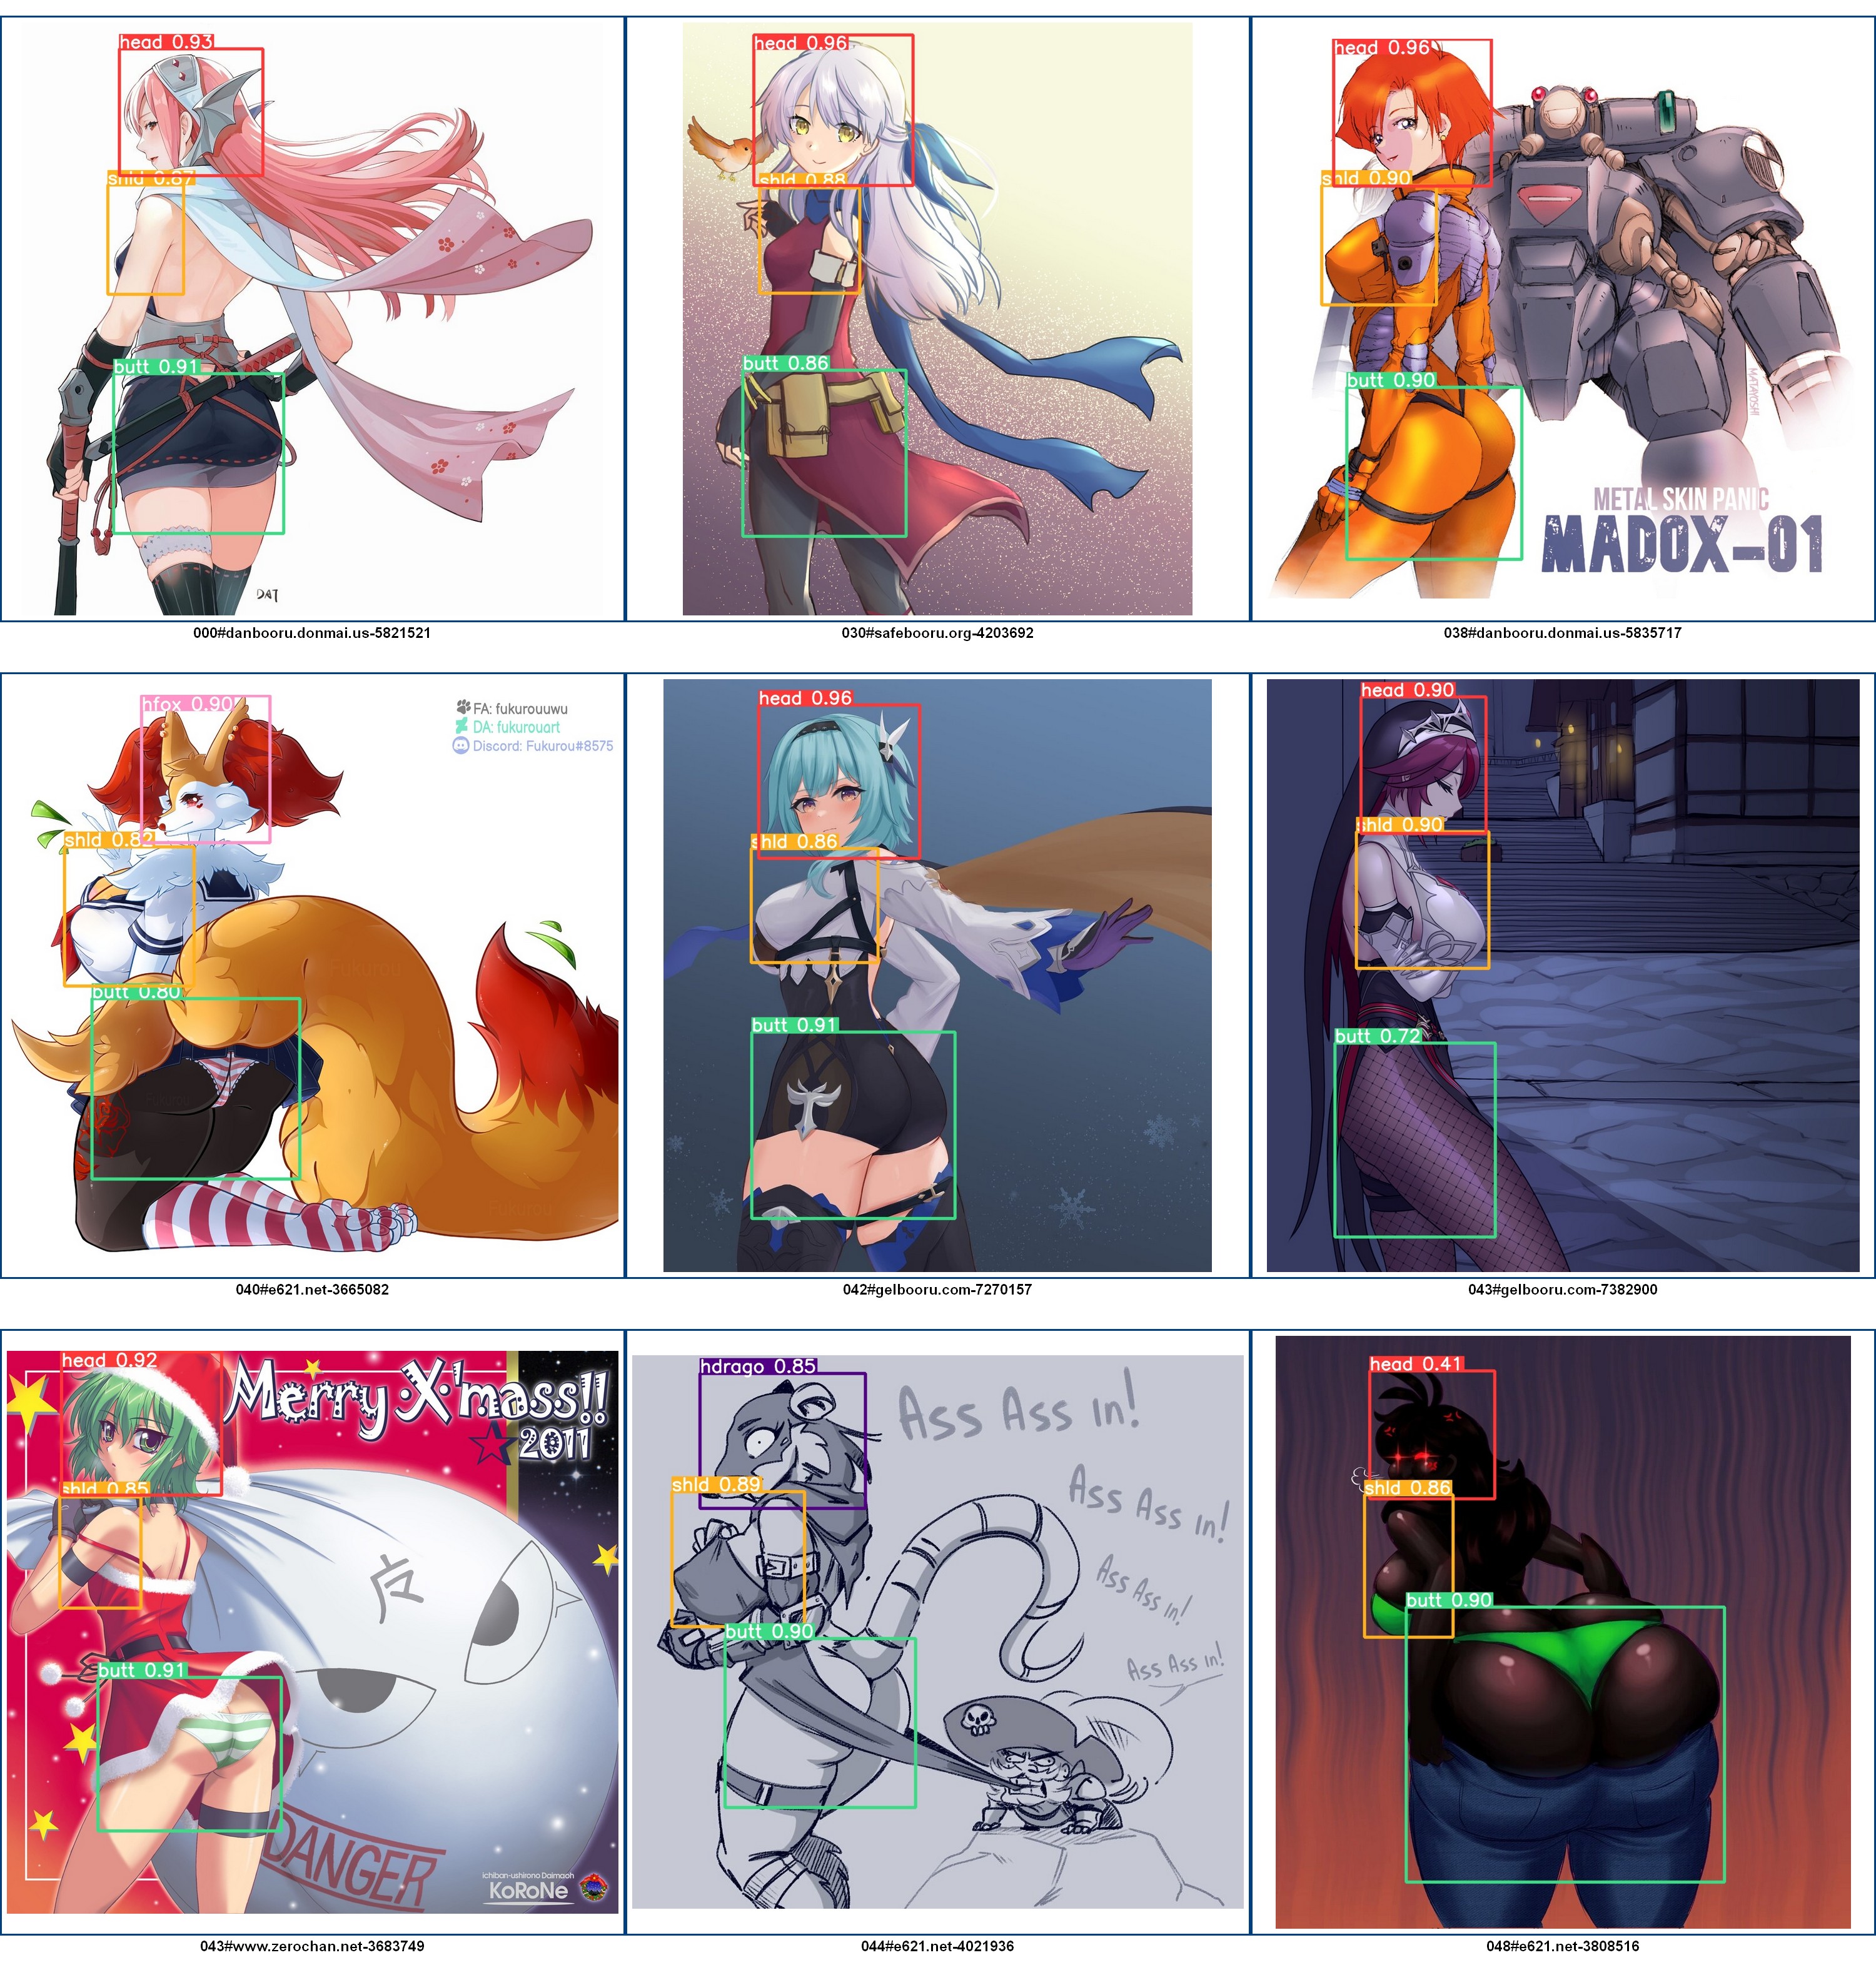 head 0.93
shld 0.87
butt 0.91
DAT
000#danbooru.donmai.us-5821521
head 0.96
shld 0.88
butt 0.86
030#safebooru.org-4203692
head 0.96
shld 0.90
butt 0.90
MATAYOSHI
METAL SKIN PANIC
MADOX-01
038#danbooru.donmai.us-5835717
hfox 0.90
FA: fukurouuwu
DA: fukurouart
Discord: Fukurou#8575
shld 0.82
butt 0.80
Fukurou
Fukurou
Fukurou
040#e621.net-3665082
head 0.96
shld 0.86
butt 0.91
042#gelbooru.com-7270157
head 0.90
shld 0.90
butt 0.72
043#gelbooru.com-7382900
head 0.92
Merry X'mass!!
2011
shld 0.85
butt 0.91
DANGER
ichiban-ushirono Daimaoh
KoRoNe
043#www.zerochan.net-3683749
hdrago 0.85
Ass Ass in!
shld 0.89
Ass Ass in!
Ass Ass in!
butt 0.90
Ass Ass in!
044#e621.net-4021936
head 0.41
shld 0.86
butt 0.90
048#e621.net-3808516